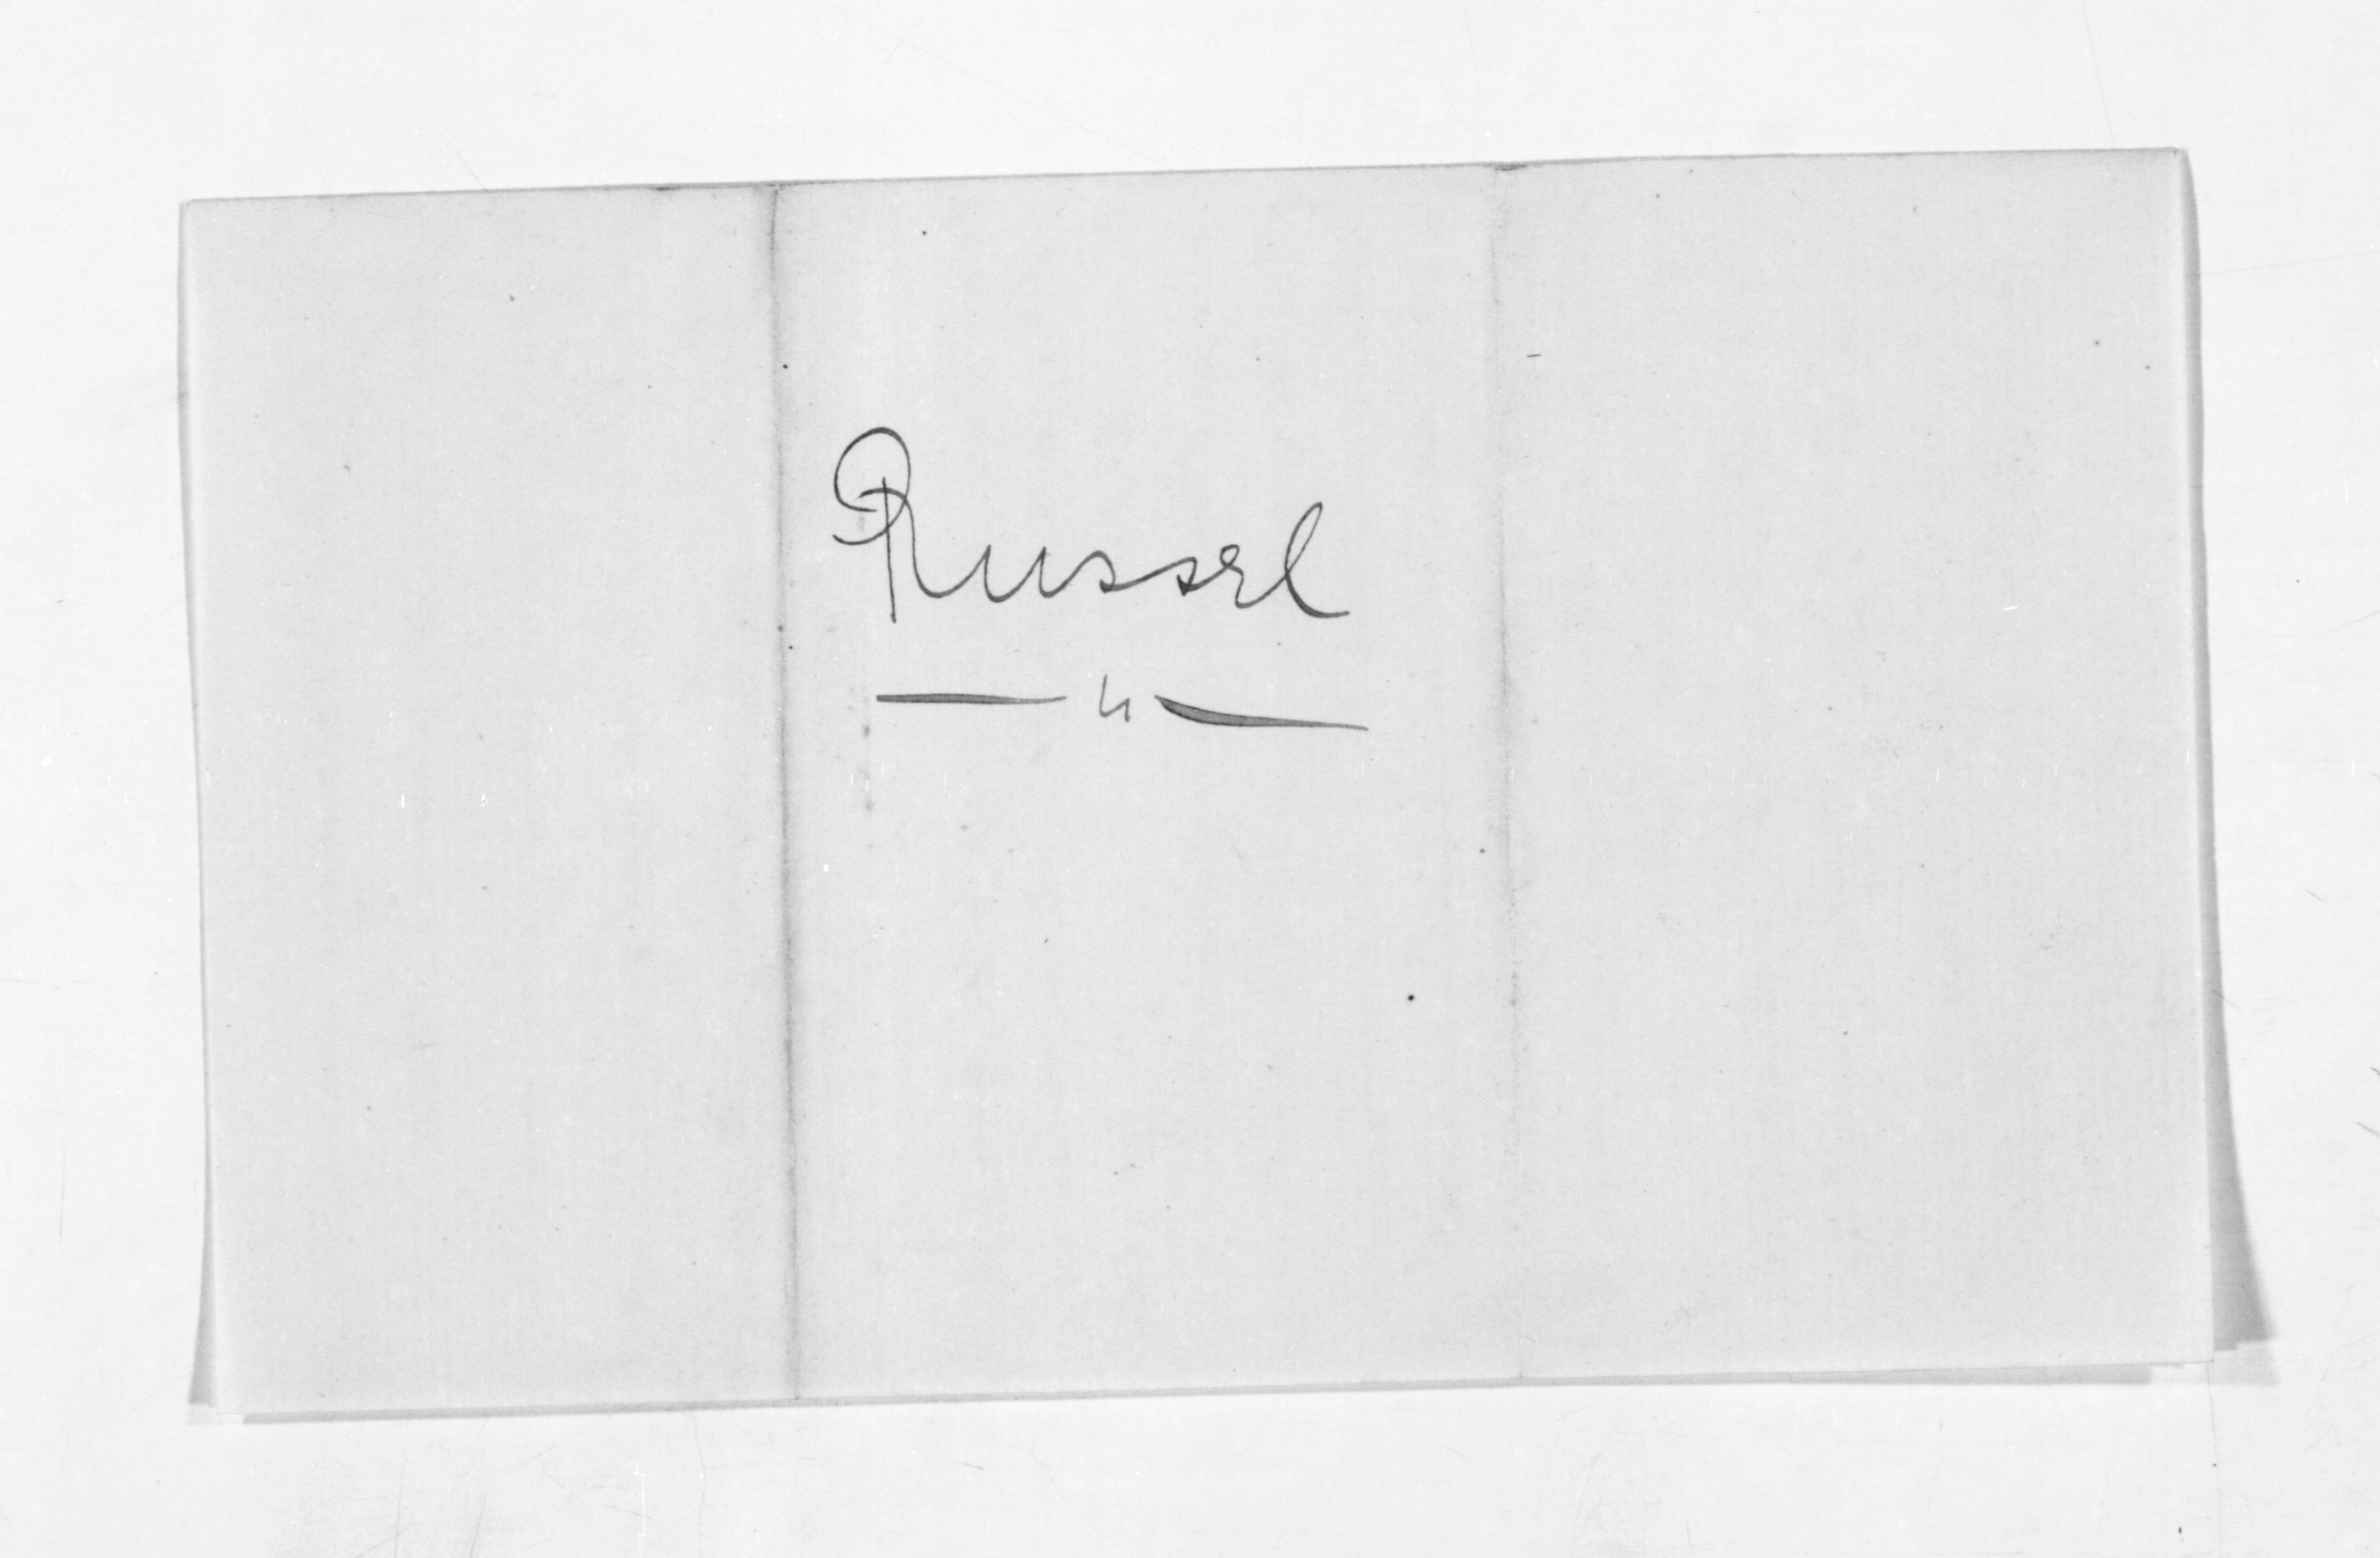 Russel
— 4 —